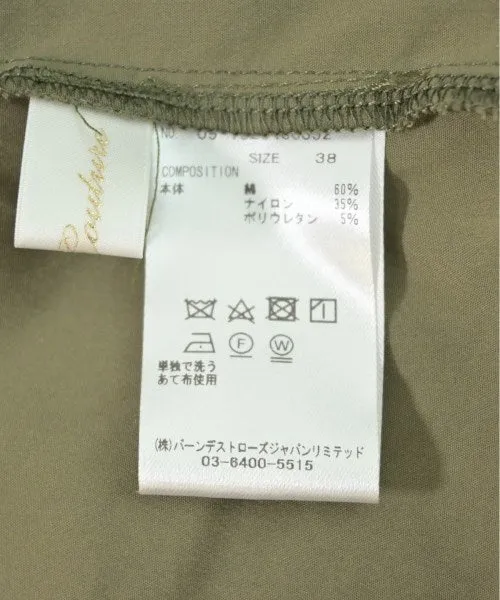 SIZE 38
COMPOSITION
本体 綿 60%
ナイロン 35%
ポリウレタン 5%
F W
単独で洗う
あて布使用
(株)バーンデストローズジャパンリミテッド
03-6400-5515